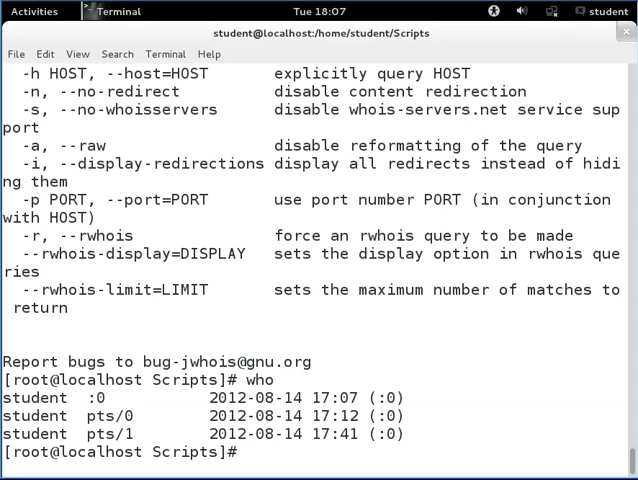 Activities Terminal Tue 18:07 student
student@localhost:/home/student/Scripts
File Edit View Search Terminal Help
-h HOST, --host=HOST explicitly query HOST
-n, --no-redirect disable content redirection
-s, --no-whoisservers disable whois-servers.net service sup
port
-a, --raw disable reformatting of the query
-i, --display-redirections display all redirects instead of hidi
ng them
-p PORT, --port=PORT use port number PORT (in conjunction
with HOST)
-r, --rwhois force an rwhois query to be made
--rwhois-display=DISPLAY sets the display option in rwhois que
ries
--rwhois-limit=LIMIT sets the maximum number of matches to
return
Report bugs to bug-jwhois@gnu.org
[root@localhost Scripts]# who
student :0 2012-08-14 17:07 (:0)
student pts/0 2012-08-14 17:12 (:0)
student pts/1 2012-08-14 17:41 (:0)
[root@localhost Scripts]#